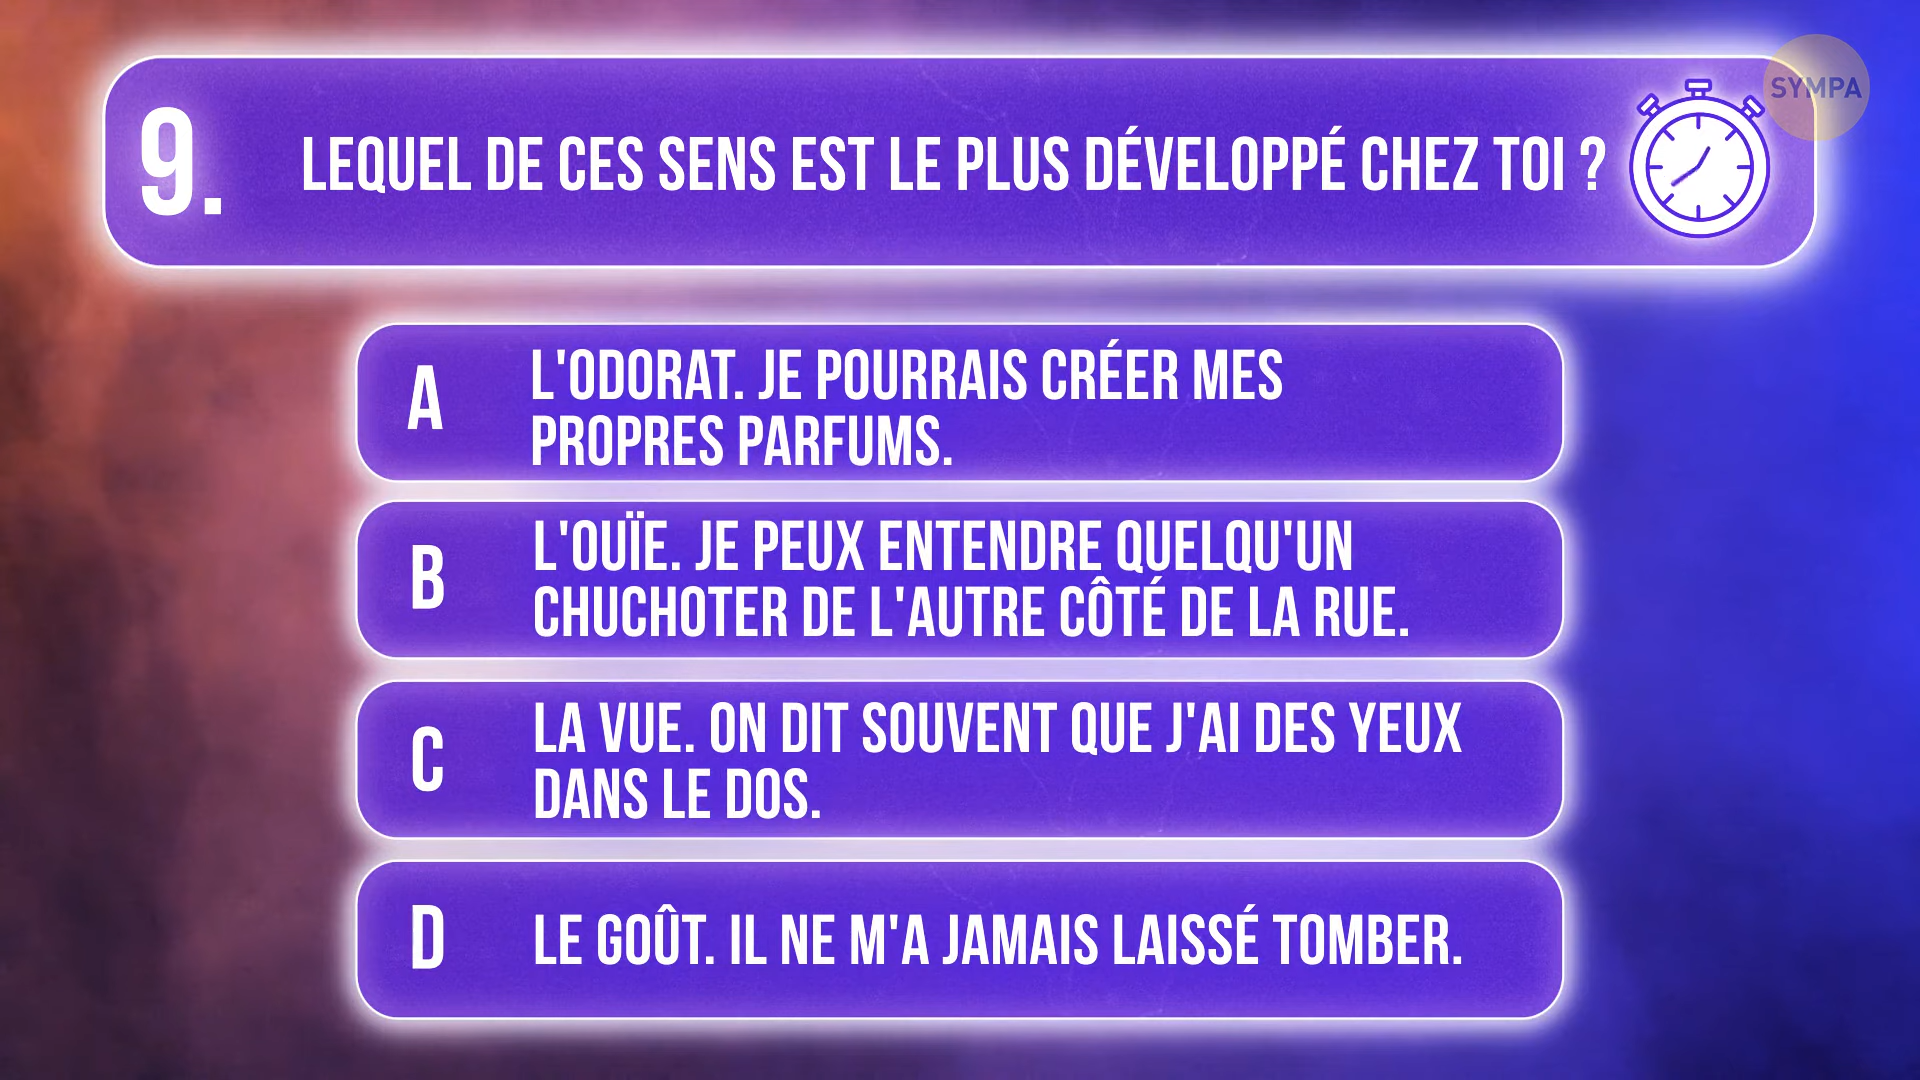 SYMPA
9. LEQUEL DE CES SENS EST LE PLUS DÉVELOPPÉ CHEZ TOI ?
A L'ODORAT. JE POURRAIS CRÉER MES
PROPRES PARFUMS.
B L'OUÏE. JE PEUX ENTENDRE QUELQU'UN
CHUCHOTER DE L'AUTRE CÔTÉ DE LA RUE.
C LA VUE. ON DIT SOUVENT QUE J'AI DES YEUX
DANS LE DOS.
D LE GOÛT. IL NE M'A JAMAIS LAISSÉ TOMBER.